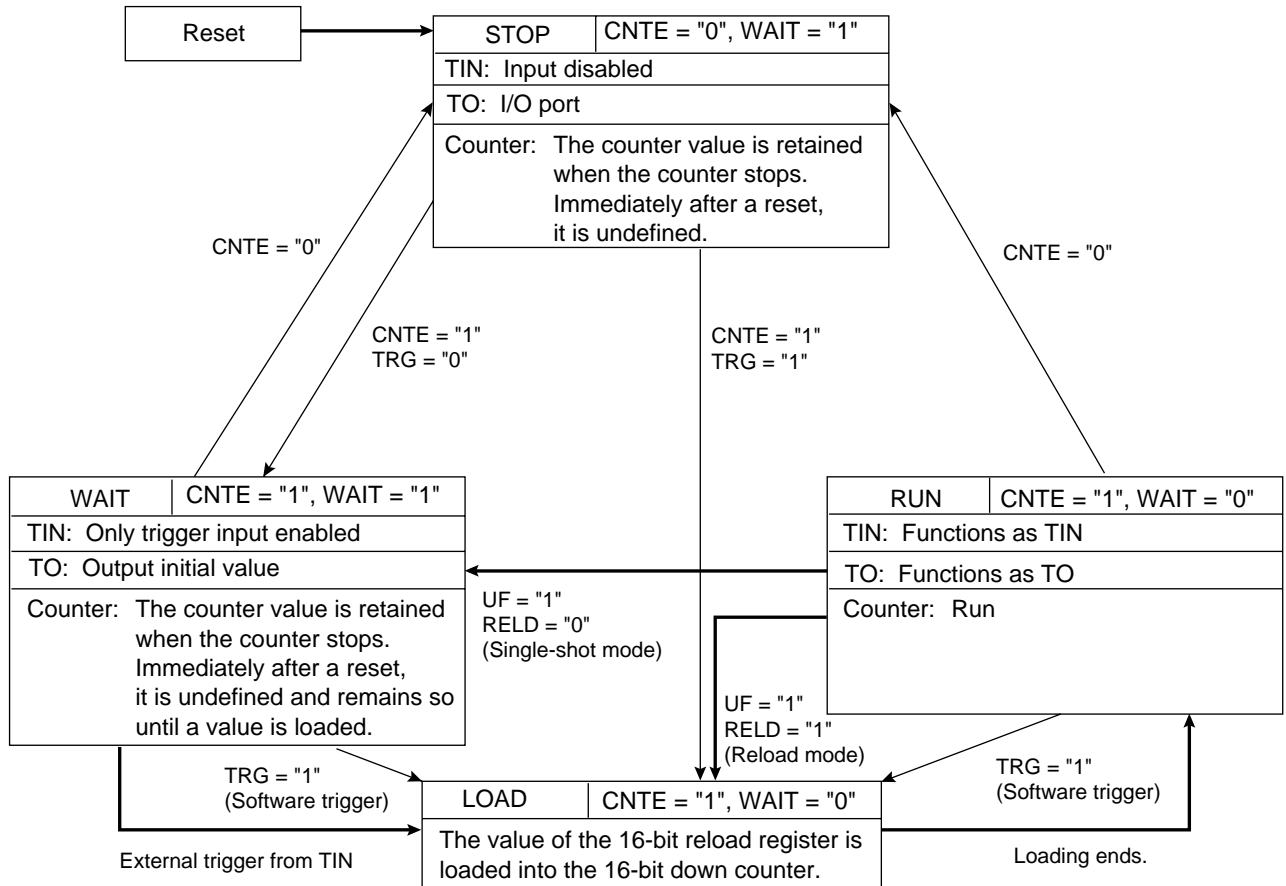 Reset
STOP CNTE = "0", WAIT = "1"
TIN: Input disabled
TO: I/O port
Counter: The counter value is retained
when the counter stops.
Immediately after a reset,
it is undefined.
CNTE = "0"
CNTE = "0"
CNTE = "1"
TRG = "0"
CNTE = "1"
TRG = "1"
WAIT CNTE = "1", WAIT = "1"
TIN: Only trigger input enabled
TO: Output initial value
Counter: The counter value is retained
when the counter stops.
Immediately after a reset,
it is undefined and remains so
until a value is loaded.
RUN CNTE = "1", WAIT = "0"
TIN: Functions as TIN
TO: Functions as TO
Counter: Run
UF = "1"
RELD = "0"
(Single-shot mode)
UF = "1"
RELD = "1"
(Reload mode)
TRG = "1"
(Software trigger)
TRG = "1"
(Software trigger)
LOAD CNTE = "1", WAIT = "0"
The value of the 16-bit reload register is
loaded into the 16-bit down counter.
External trigger from TIN
Loading ends.